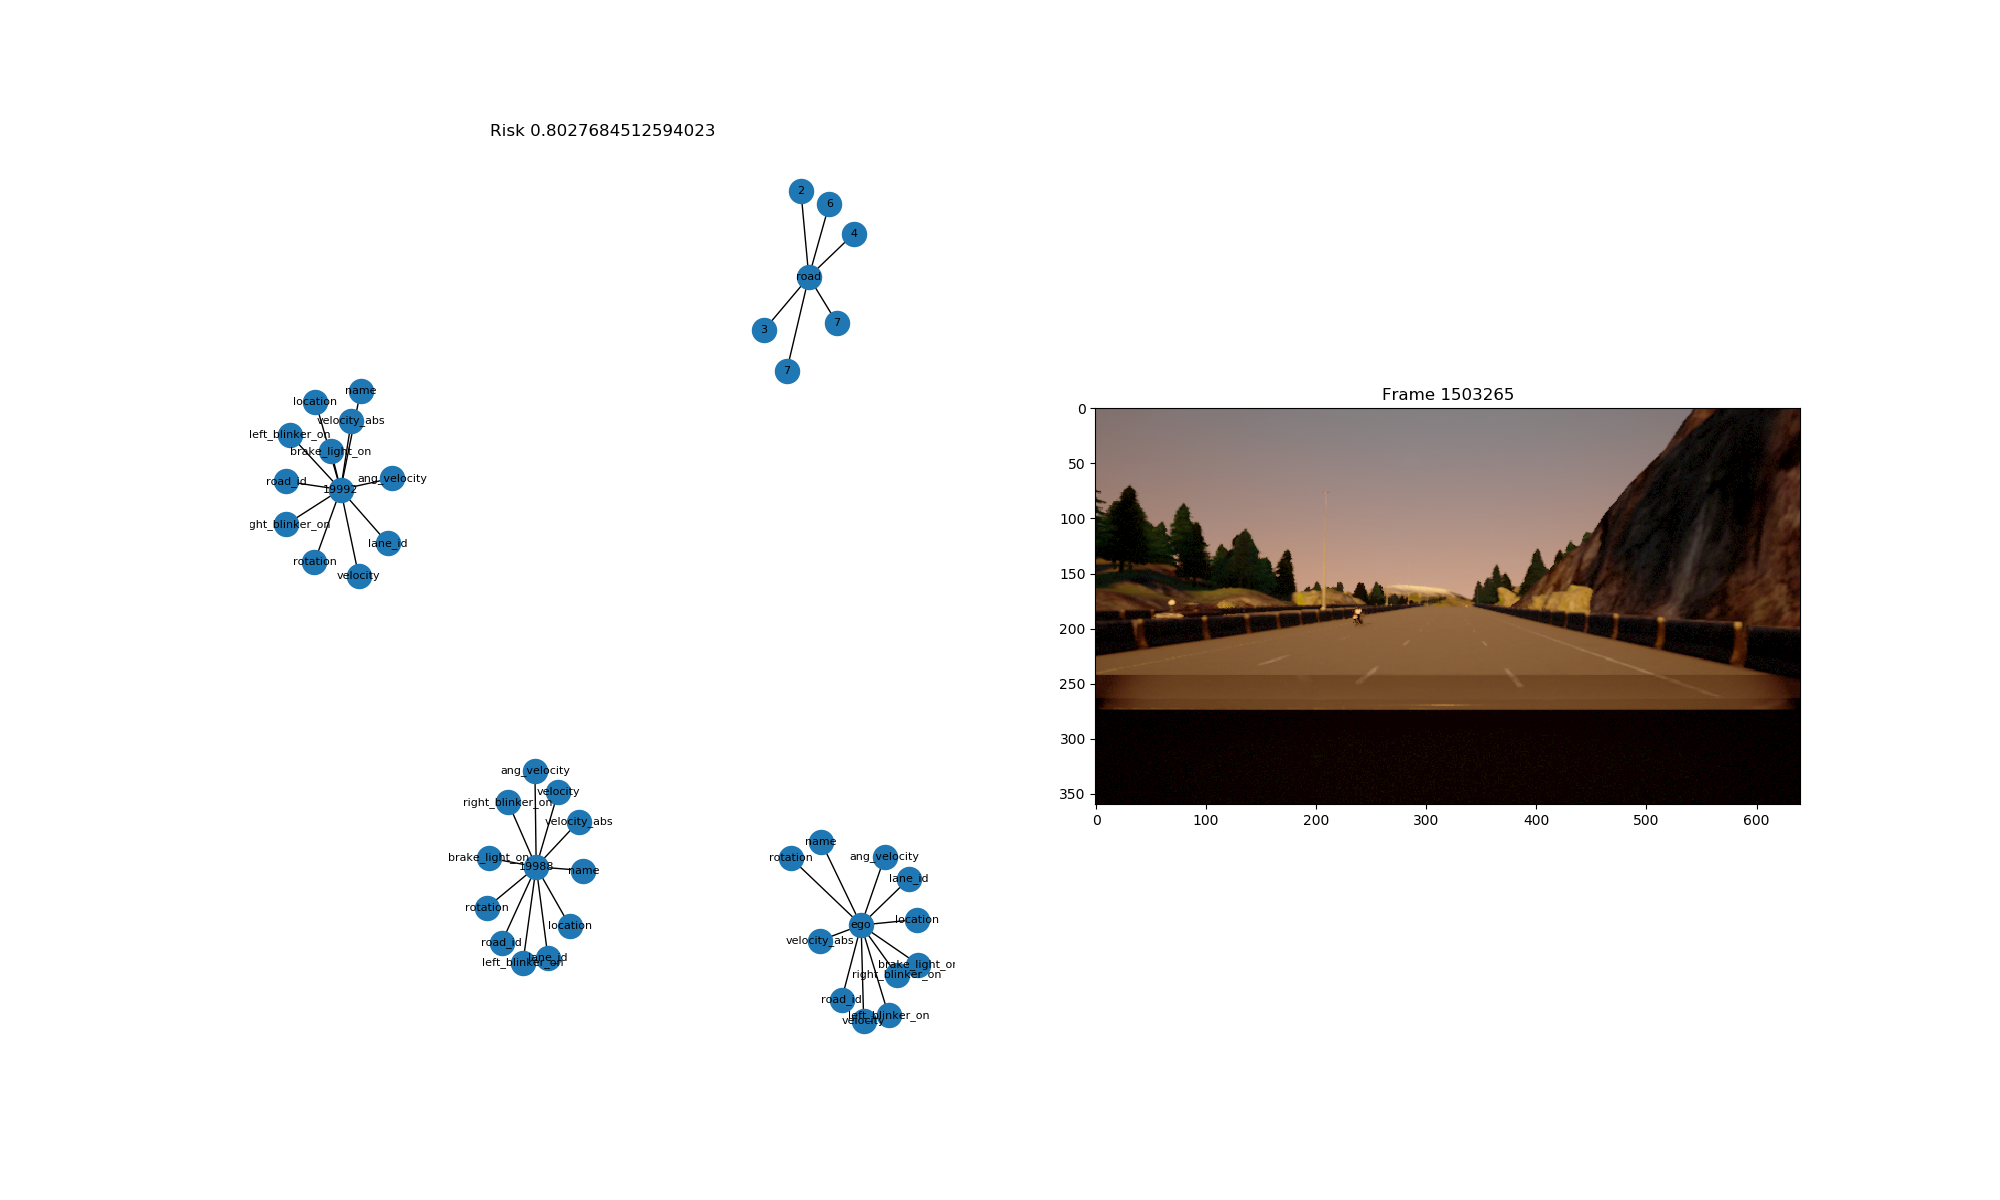 Risk 0.8027684512594023
2
6
4
road
3
7
7
name
location
velocity_abs
left_blinker_on
brake_light_on
ang_velocity
road_id
19992
ght_blinker_on
lane_id
rotation
velocity
ang_velocity
velocity
right_blinker_on
velocity_abs
brake_light_on
19988
name
rotation
location
road_id
lane_id
left_blinker_on
name
rotation
ang_velocity
lane_id
location
ego
velocity_abs
brake_light_on
right_blinker_on
road_id
left_blinker_on
velocity
Frame 1503265
0
50
100
150
200
250
300
350
0 100 200 300 400 500 600